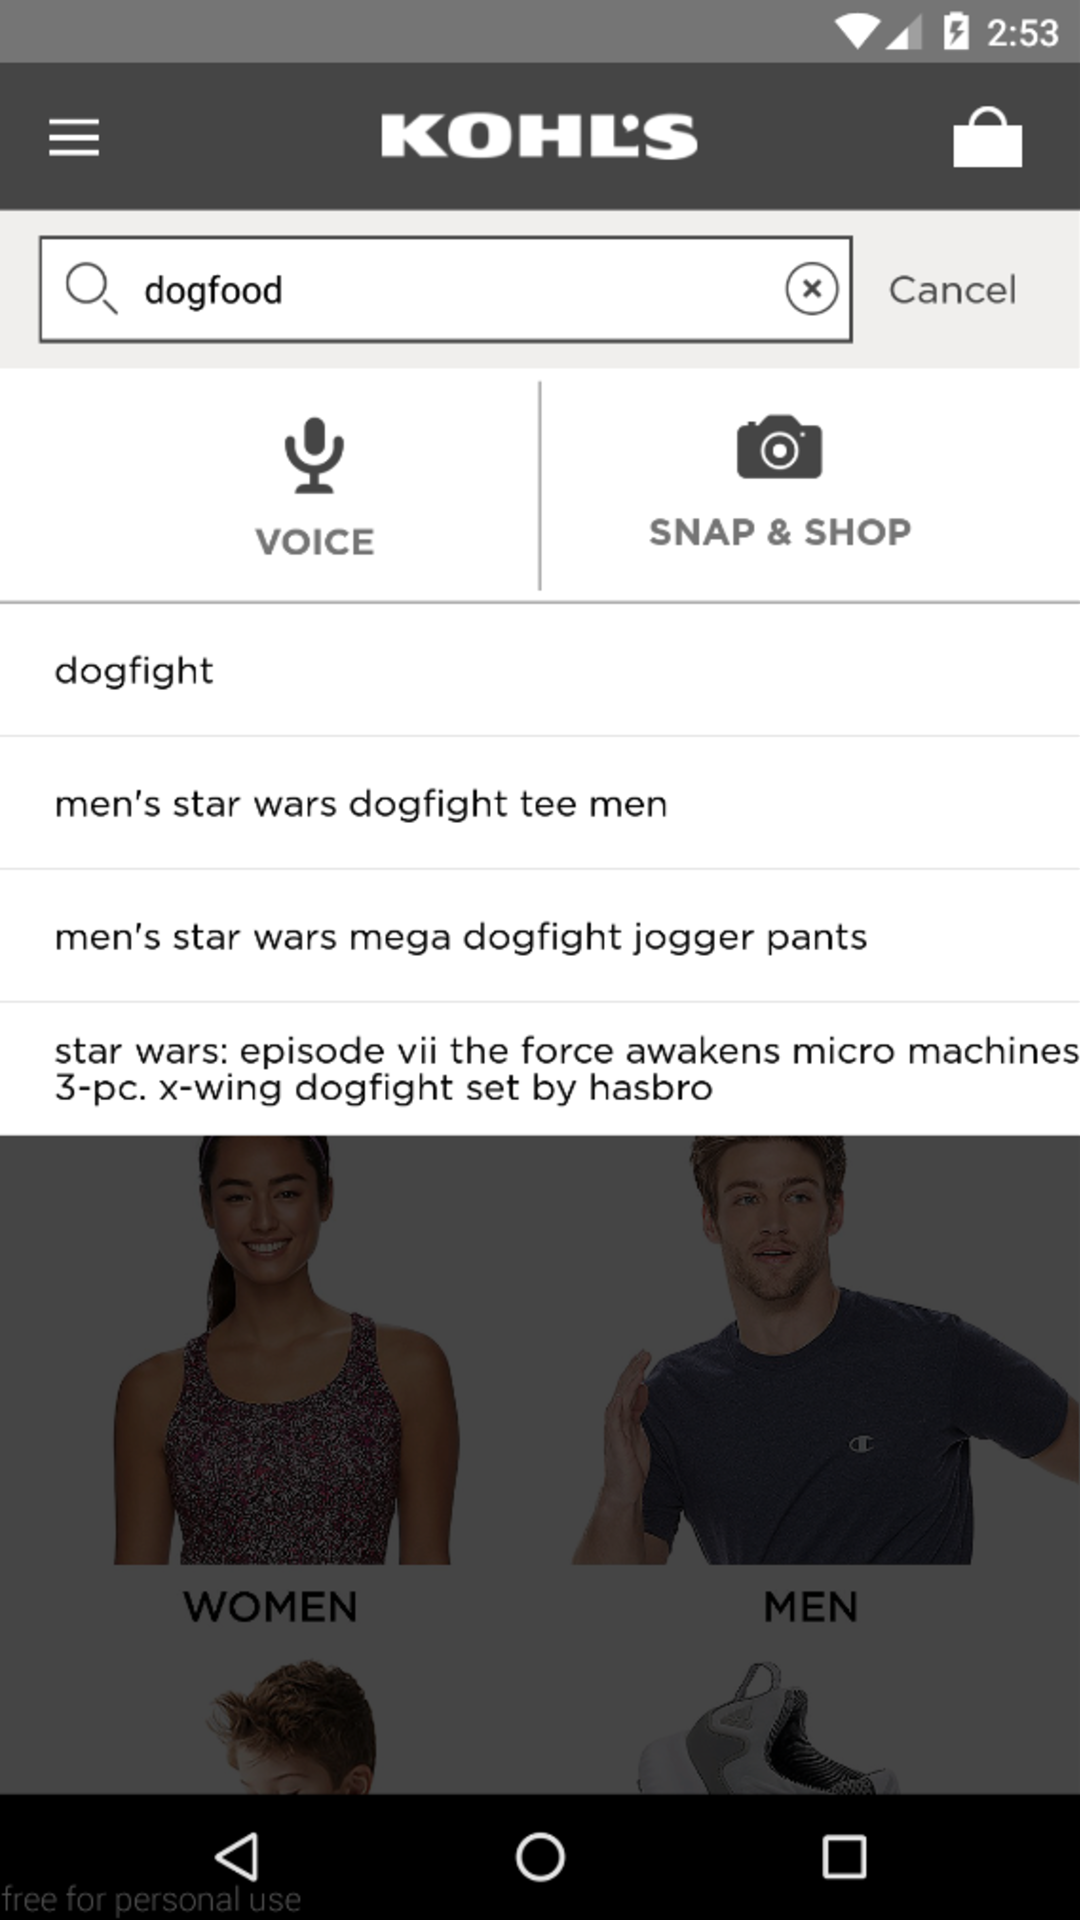 2:53
KOHL'S
dogfood
Cancel
VOICE
SNAP & SHOP
dogfight
men's star wars dogfight tee men
men's star wars mega dogfight jogger pants
star wars: episode vii the force awakens micro machines
3-pc. x-wing dogfight set by hasbro
WOMEN
MEN
free for personal use